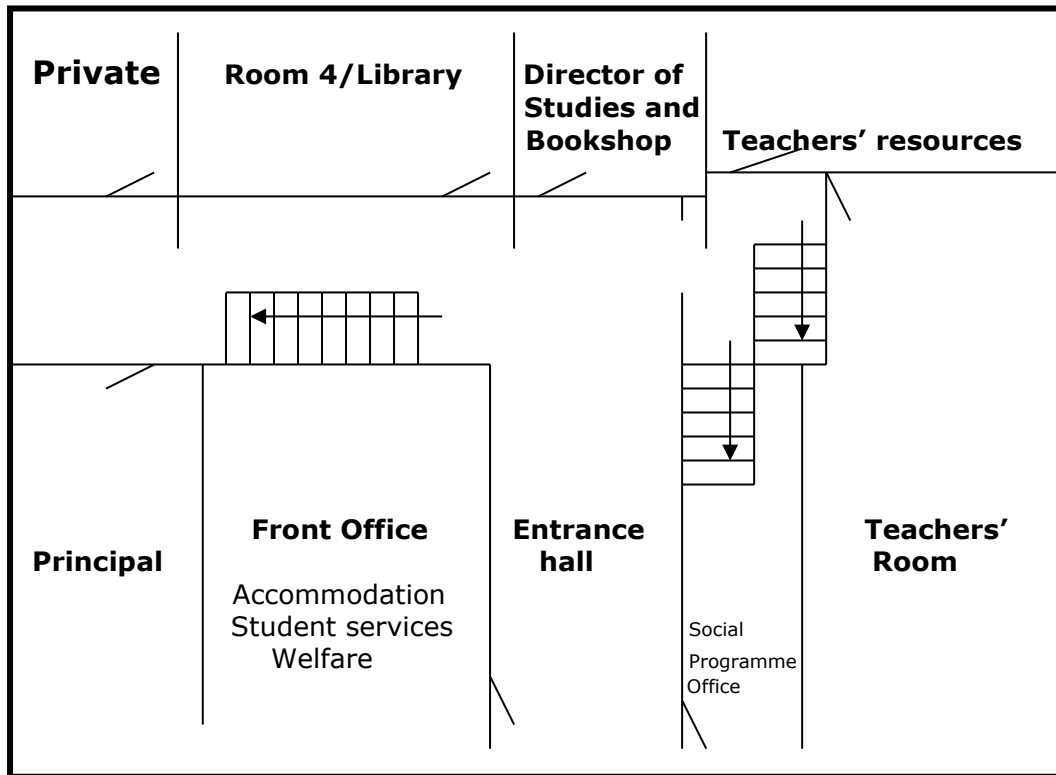 Private
Room 4/Library
Director of
Studies and
Bookshop
Teachers’ resources
Principal
Front Office
Accommodation
Student services
Welfare
Entrance
hall
Social
Programme
Office
Teachers’
Room